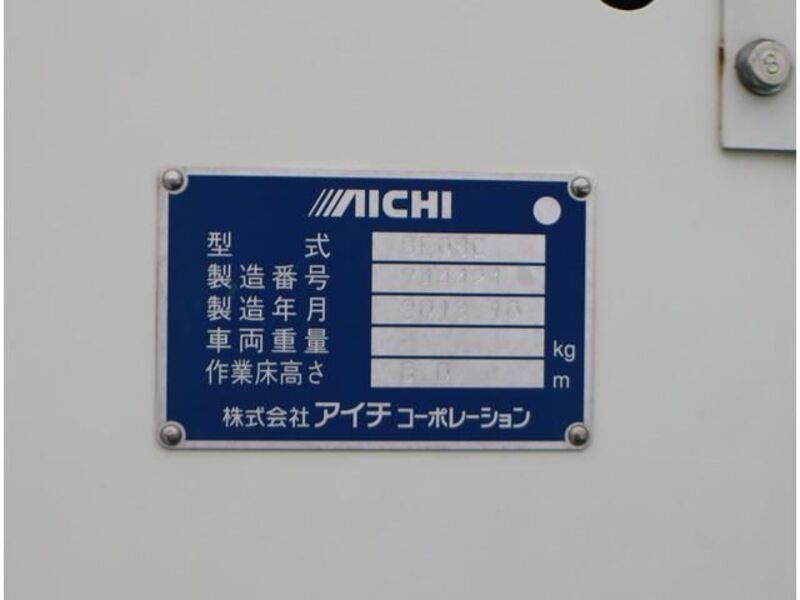 AICHI
型式
製造番号
製造年月
車両重量 kg
作業床高さ m
株式会社 アイチ コーポレーション
8